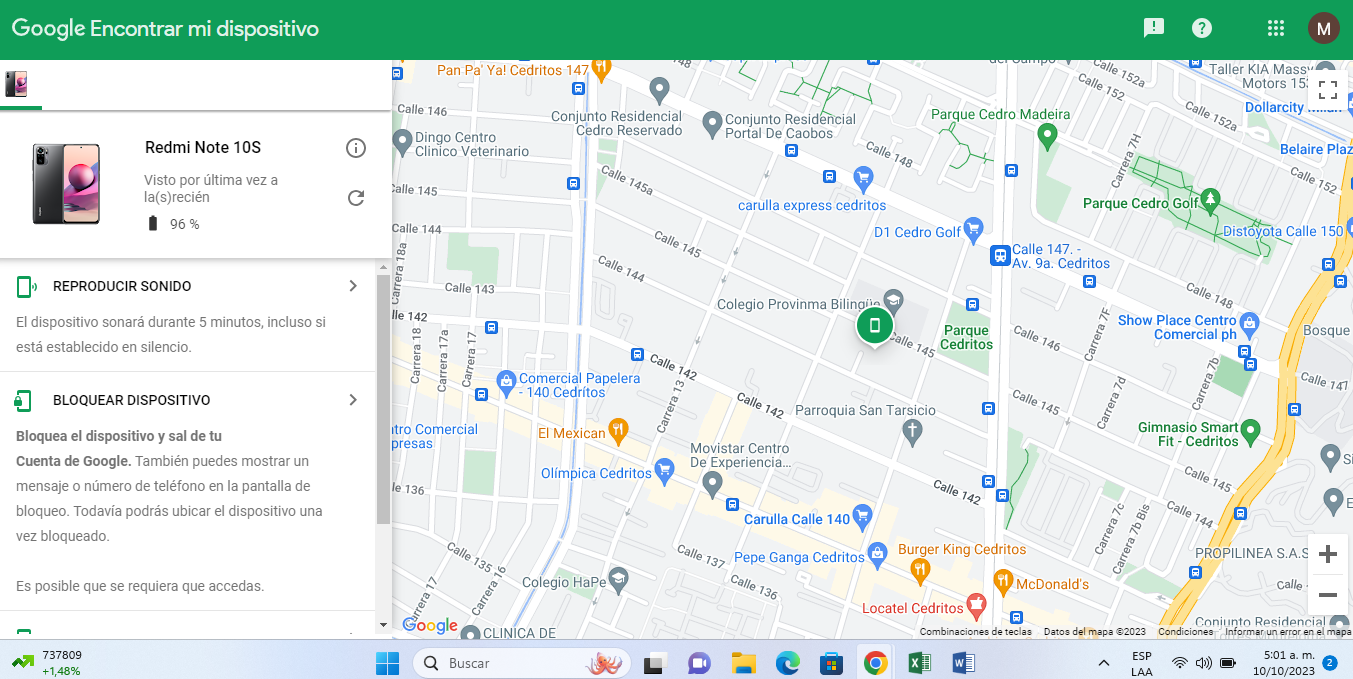 Google Encontrar mi dispositivo
M
Redmi Note 10S
Visto por última vez a
la(s)recién
96 %
REPRODUCIR SONIDO
El dispositivo sonará durante 5 minutos, incluso si
está establecido en silencio.
BLOQUEAR DISPOSITIVO
Bloquea el dispositivo y sal de tu
Cuenta de Google. También puedes mostrar un
mensaje o número de teléfono en la pantalla de
bloqueo. Todavía podrás ubicar el dispositivo una
vez bloqueado.
Es posible que se requiera que accedas.
Pan Pa' Ya! Cedritos 147
Calle 152
Calle 152a
Taller KIA Massy
Motors 153
Dollarcity Milan
Calle 146
Conjunto Residencial
Cedro Reservado
Conjunto Residencial
Portal De Caobos
Parque Cedro Madeira
Calle 152a
Dingo Centro
Clinico Veterinario
Calle 148
Carrera 7H
Belaire Plaz
Calle 152
Calle 145
Calle 145a
carulla express cedritos
Parque Cedro Golf
Calle 144
Calle 145
D1 Cedro Golf
Distoyota Calle 150
Carrera 18a
Calle 147. -
Av. 9a. Cedritos
Calle 144
Calle 143
Colegio Provinma Bilingüe
Calle 148
lle 142
Parque
Cedritos
Carrera 7F
Show Place Centro
Comercial ph
Bosque
Carrera 18
Carrera 17a
Carrera 17
Calle 145
Calle 142
Carrera 7b
Calle 147
Comercial Papelera
- 140 Cedritos
Carrera 13
Carrera 7d
Calle 142
Parroquia San Tarsicio
ntro Comercial
presas
El Mexican
Gimnasio Smart
Fit - Cedritos
Calle 146
Movistar Centro
De Experiencia...
Olímpica Cedritos
Calle 145
le 136
Calle 142
Carrera 7c
Carrera 7b Bis
Calle 144
Carulla Calle 140
Calle 135
Calle 137
Pepe Ganga Cedritos
Burger King Cedritos
PROPILINEA S.A.S
Carrera 17
Carrera 16
Colegio HaPe
Calle 136
McDonald's
Calle
Locatel Cedritos
Conjunto Residencial
Google
CLINICA DE
Combinaciones de teclas
Datos del mapa ©2023
Condiciones
Informar un error en el mapa
737809
+1,48%
Buscar
ESP
LAA
5:01 a. m.
10/10/2023
2